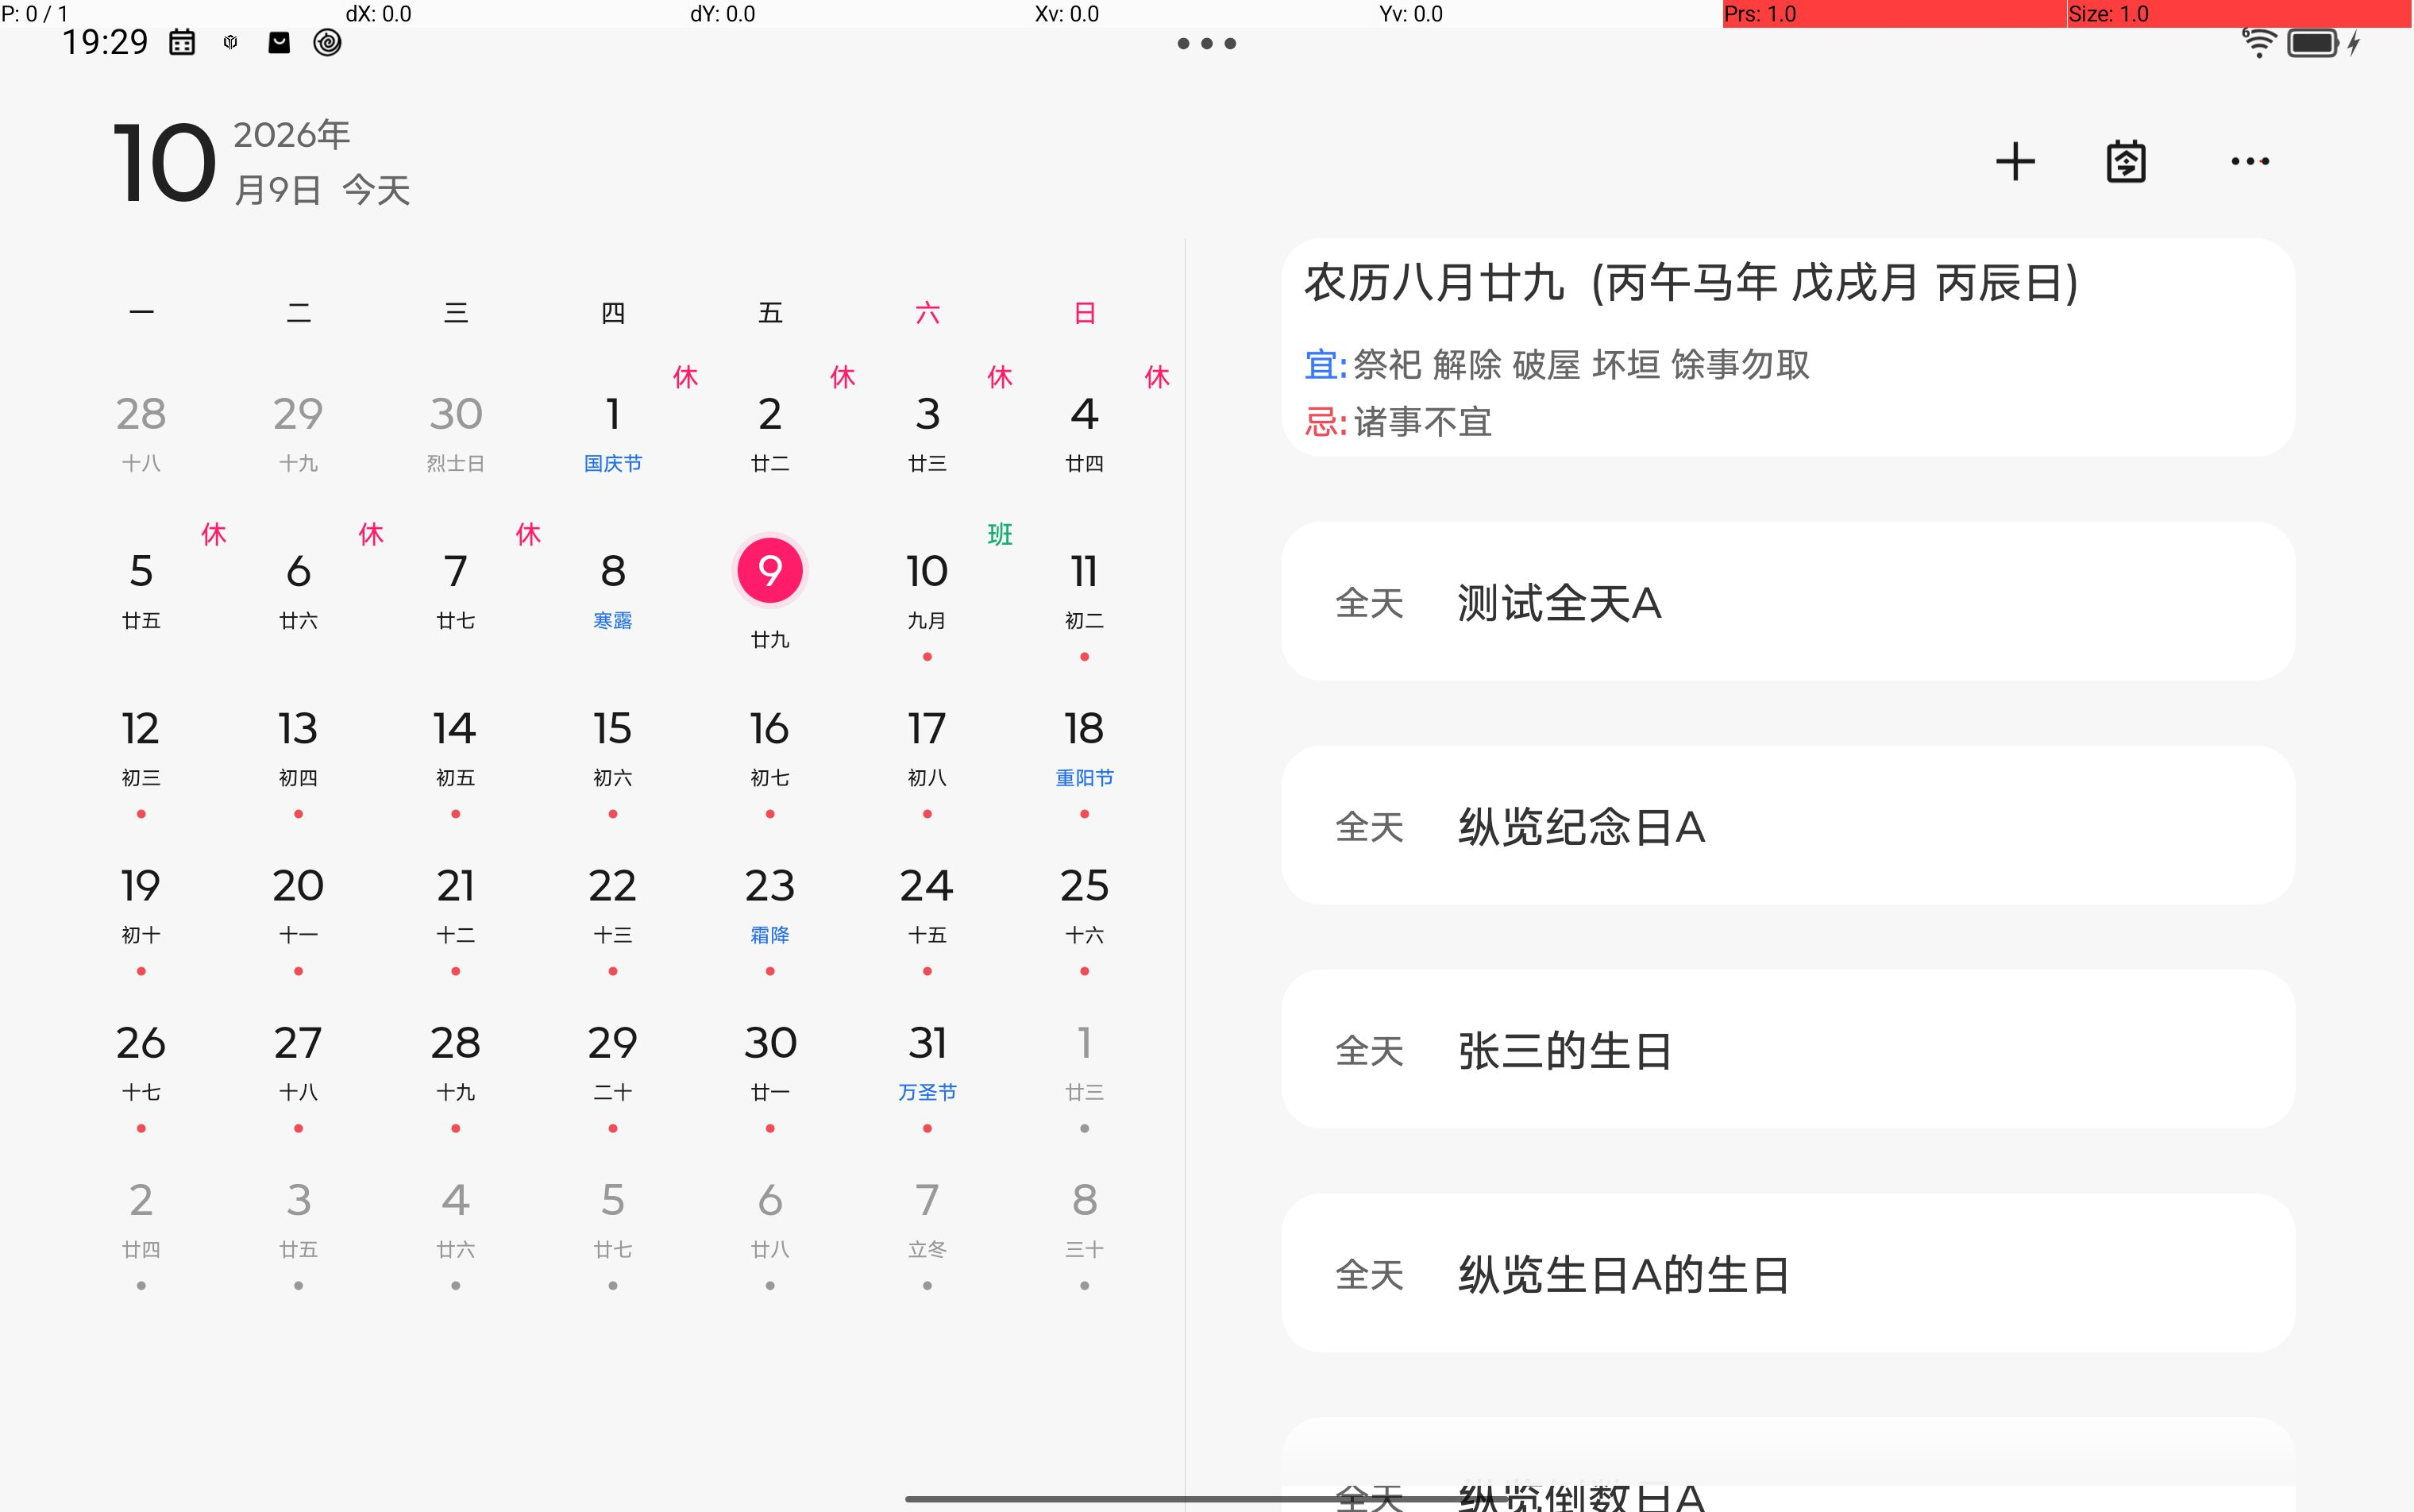 P: 0 / 1 dX: 0.0 dY: 0.0 Xv: 0.0 Yv: 0.0 Prs: 1.0 Size: 1.0
19:29
6
10
2026年
月9日 今天
今
一 二 三 四 五 六 日
休 休 休 休
28 29 30 1 2 3 4
十八 十九 烈士日 国庆节 廿二 廿三 廿四
休 休 休 班
5 6 7 8 9 10 11
廿五 廿六 廿七 寒露 廿九 九月 初二
12 13 14 15 16 17 18
初三 初四 初五 初六 初七 初八 重阳节
19 20 21 22 23 24 25
初十 十一 十二 十三 霜降 十五 十六
26 27 28 29 30 31 1
十七 十八 十九 二十 廿一 万圣节 廿三
2 3 4 5 6 7 8
廿四 廿五 廿六 廿七 廿八 立冬 三十
农历八月廿九 (丙午马年 戊戌月 丙辰日)
宜: 祭祀 解除 破屋 坏垣 馀事勿取
忌: 诸事不宜
全天 测试全天A
全天 纵览纪念日A
全天 张三的生日
全天 纵览生日A的生日
全天 纵览倒数日A